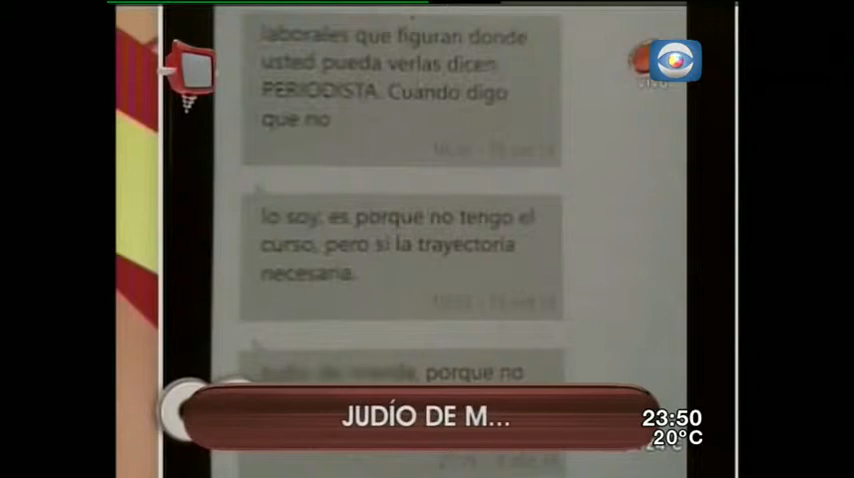 laborales que figuran donde
usted pueda verlas dicen
PERIODISTA. Cuando digo
que no
vivo
lo soy, es porque no tengo el
curso, pero si la trayectoria
necesaria.
porque no
JUDÍO DE M...
23:50
20°C